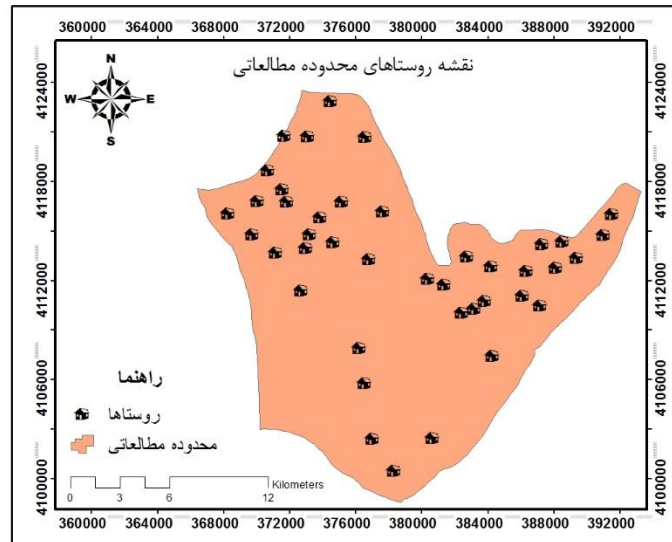 360000 364000 368000 372000 376000 380000 384000 388000 392000
نقشه روستاهای محدوده مطالعاتی
N
W E
S
4124000 4124000
4118000 4118000
4112000 4112000
4106000 4106000
4100000 4100000
راهنما
روستاها
محدوده مطالعاتی
Kilometers
0 3 6 12
360000 364000 368000 372000 376000 380000 384000 388000 392000